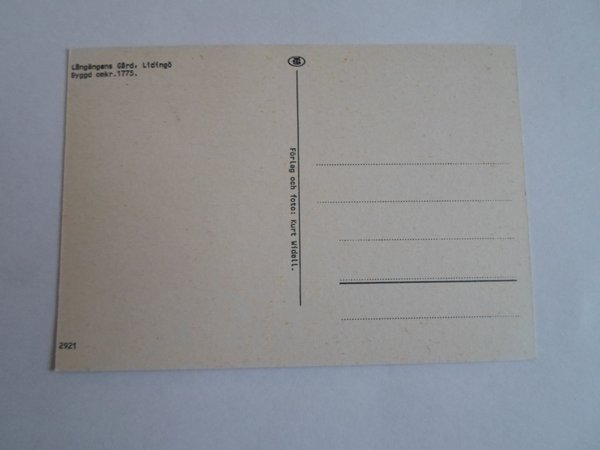 Långängens Gård, Lidingö
Byggd omkr.1775.
Förlag och foto: Kurt Widell.
2921